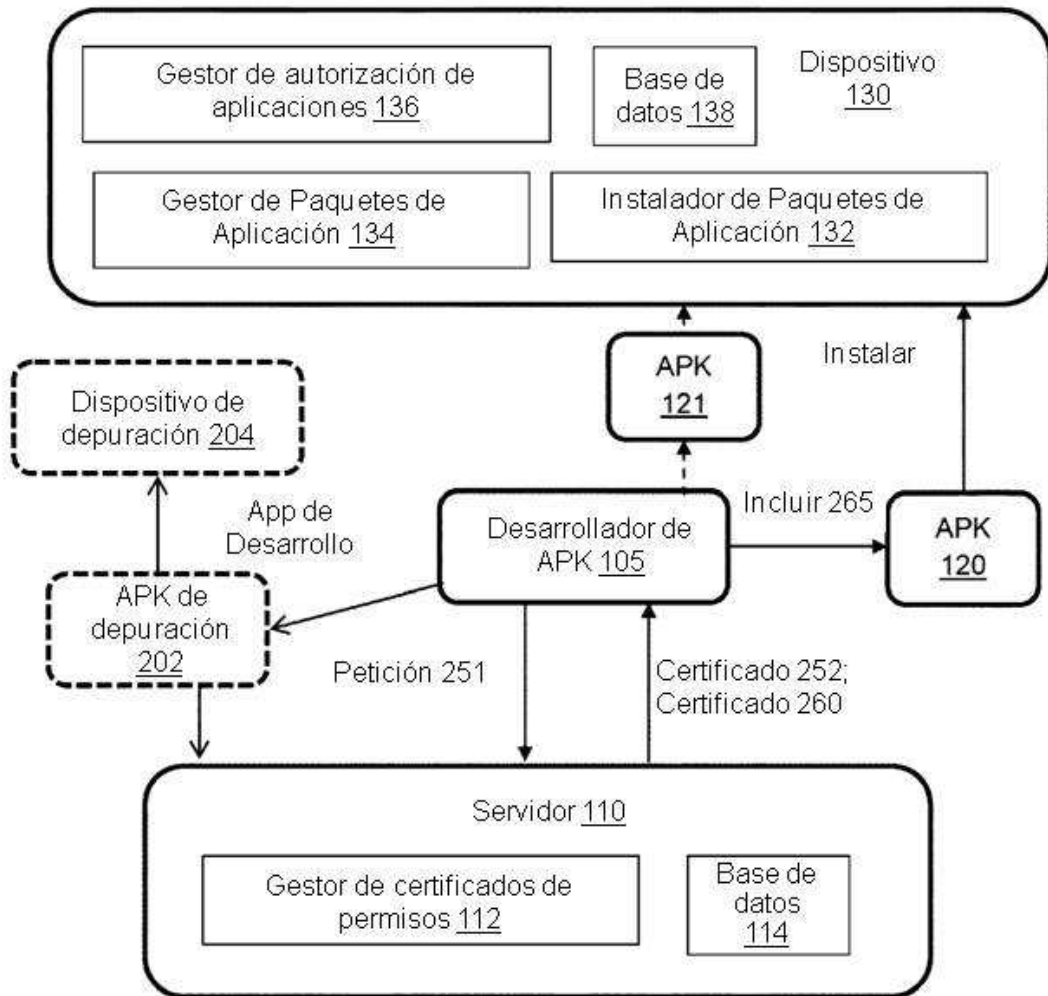 Gestor de autorización de
aplicaciones 136
Base de
datos 138
Dispositivo
130
Gestor de Paquetes de
Aplicación 134
Instalador de Paquetes de
Aplicación 132
APK
121
Instalar
Dispositivo de
depuración 204
App de
Desarrollo
Desarrollador de
APK 105
Incluir 265
APK
120
APK de
depuración
202
Petición 251
Certificado 252;
Certificado 260
Servidor 110
Gestor de certificados de
permisos 112
Base de
datos
114